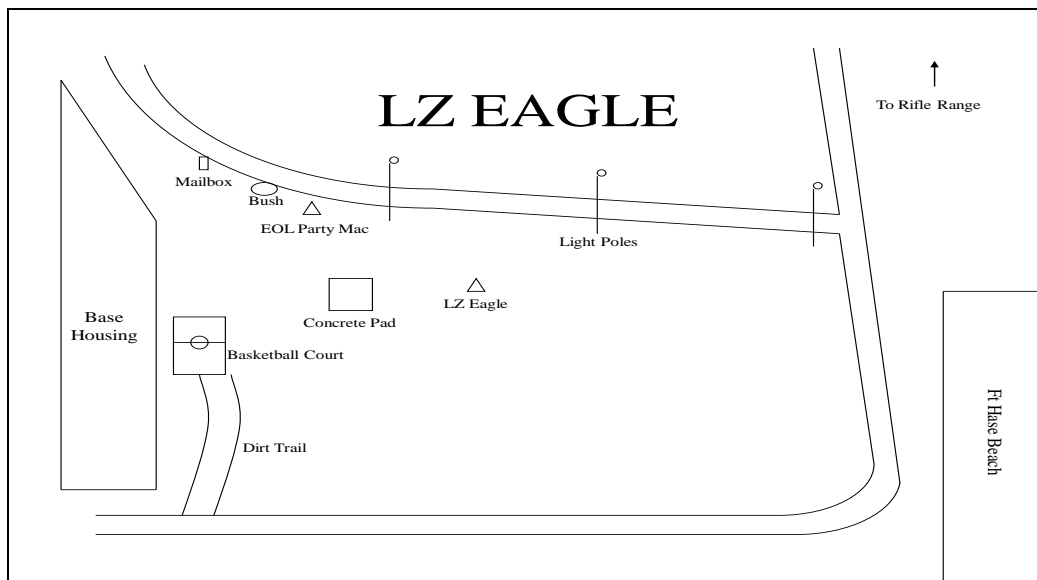 LZ EAGLE
To Rifle Range
Mailbox
Bush
EOL Party Mac
Light Poles
LZ Eagle
Concrete Pad
Base
Housing
Basketball Court
Ft Hase Beach
Dirt Trail